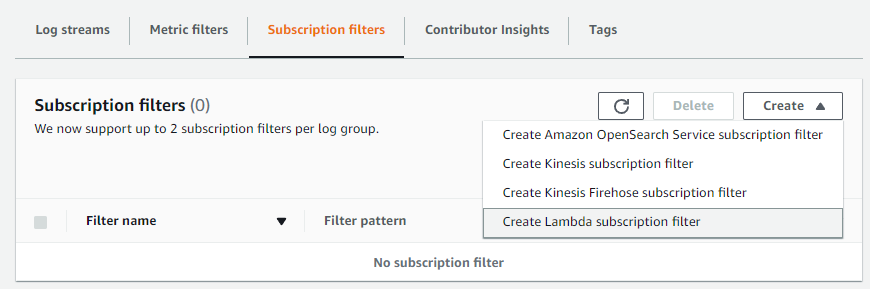 Log streams Metric filters Subscription filters Contributor Insights Tags
Subscription filters (0) Delete Create
We now support up to 2 subscription filters per log group.
Create Amazon OpenSearch Service subscription filter
Create Kinesis subscription filter
Create Kinesis Firehose subscription filter
Create Lambda subscription filter
Filter name Filter pattern
No subscription filter